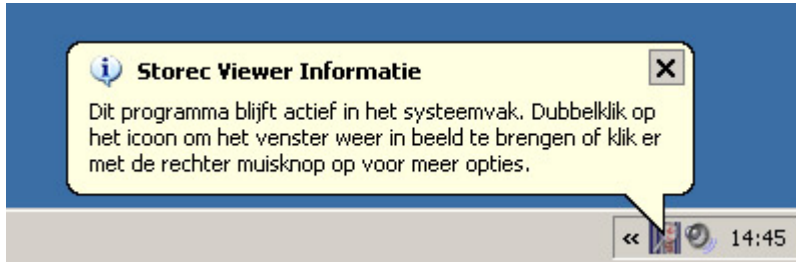 Storec Viewer Informatie
Dit programma blijft actief in het systeemvak. Dubbelklik op
het icoon om het venster weer in beeld te brengen of klik er
met de rechter muisknop op voor meer opties.
« 14:45